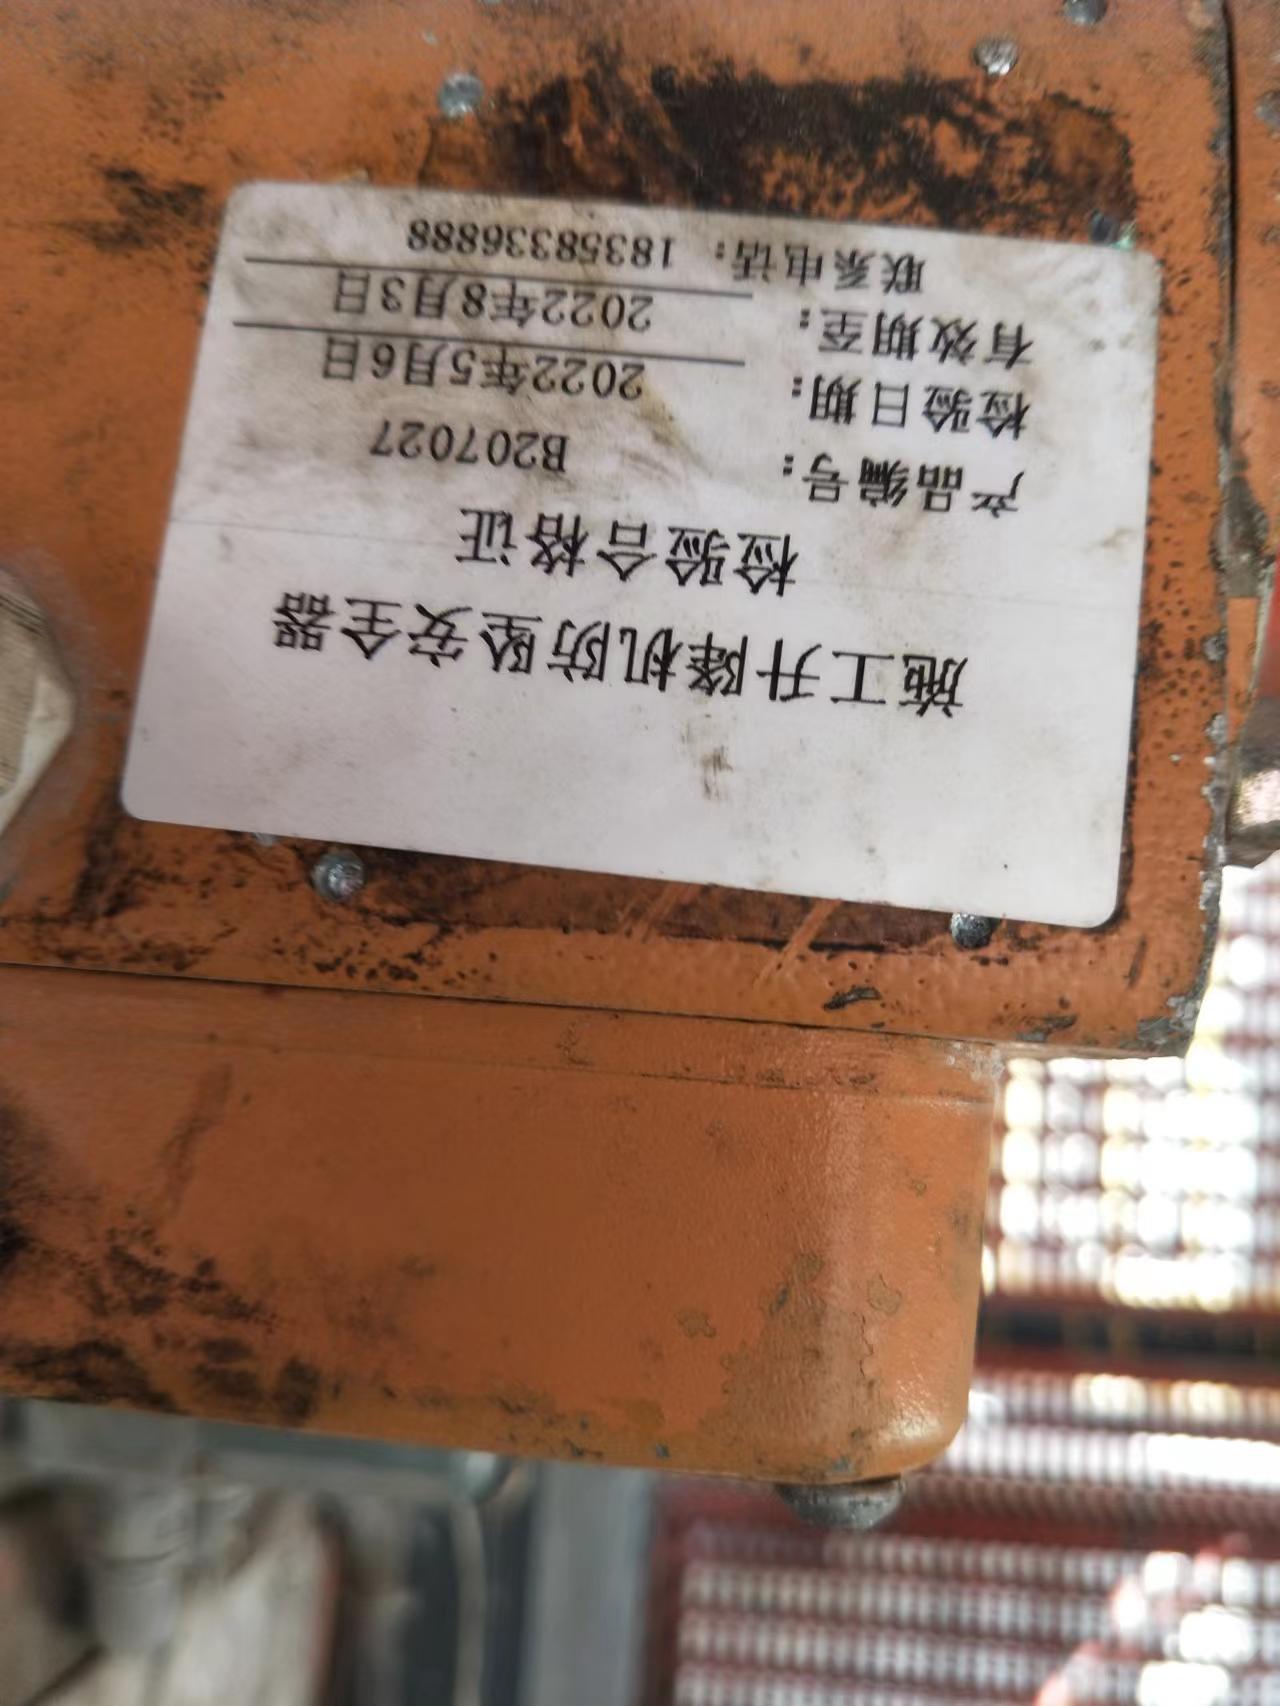 施工升降机防坠安全器
检验合格证
产品编号： B207027
检验日期： 2022年5月6日
有效期至： 2022年8月3日
联系电话： 18358336888